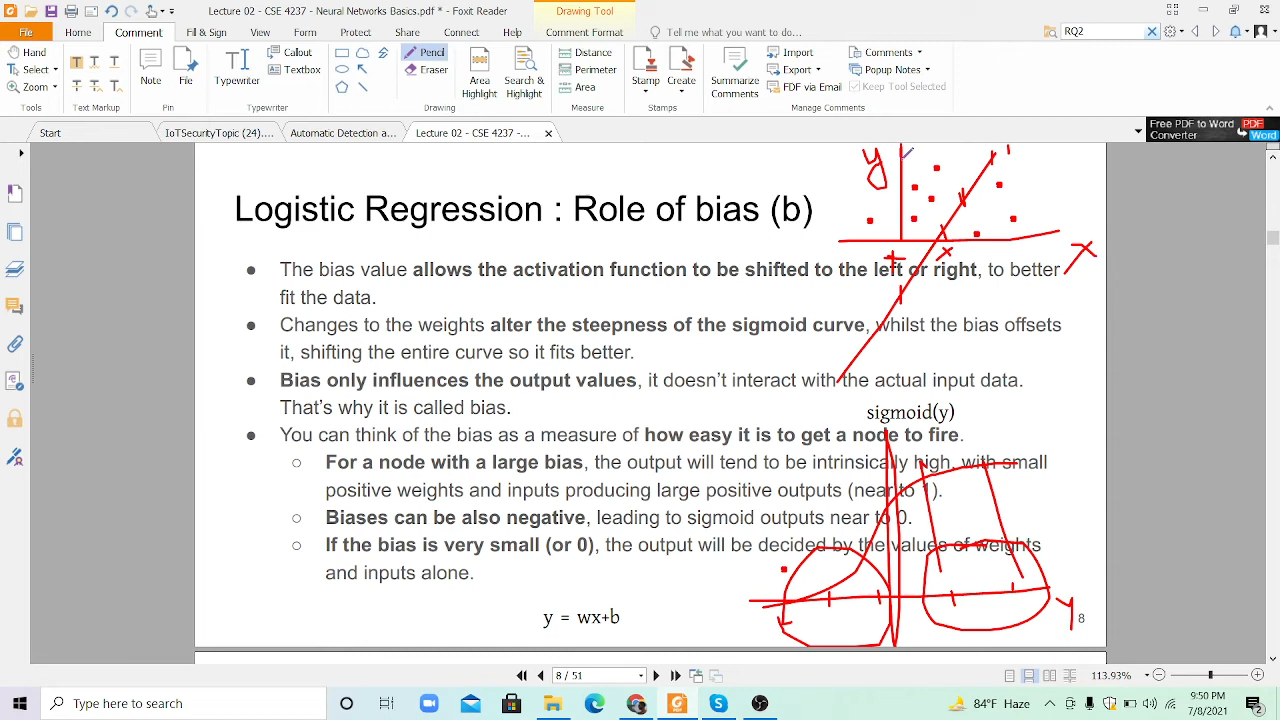 Lecture 02 - CSE 4237 - Neural Networks Basics.pdf * - Foxit Reader
Drawing Tool
File Home Comment Fill & Sign View Form Protect Share Connect Help Comment Format Tell me what you want to do... RQ2
Hand
Select
Zoom
Tools
Text Markup
Note
File
Pin
Typewriter
Callout
Textbox
Typewriter
Pencil
Eraser
Drawing
Area Highlight
Search & Highlight
Distance
Perimeter
Area
Measure
Stamp
Create
Stamps
Summarize Comments
Import
Export
FDF via Email
Comments
Popup Notes
Keep Tool Selected
Manage Comments
Start IoTSecurityTopic (24).... Automatic Detection a... Lecture 02 - CSE 4237 -...
Free PDF to Word PDF
Converter Word
y
Logistic Regression : Role of bias (b)
x
x
● The bias value allows the activation function to be shifted to the left or right, to better
fit the data.
● Changes to the weights alter the steepness of the sigmoid curve, whilst the bias offsets
it, shifting the entire curve so it fits better.
● Bias only influences the output values, it doesn't interact with the actual input data.
That's why it is called bias.
sigmoid(y)
● You can think of the bias as a measure of how easy it is to get a node to fire.
○ For a node with a large bias, the output will tend to be intrinsically high, with small
positive weights and inputs producing large positive outputs (near to 1).
○ Biases can be also negative, leading to sigmoid outputs near to 0.
○ If the bias is very small (or 0), the output will be decided by the values of weights
and inputs alone.
y = wx+b
Y
8
8 / 51
113.93%
Type here to search
84°F Haze
9:50 PM
7/8/2021
2